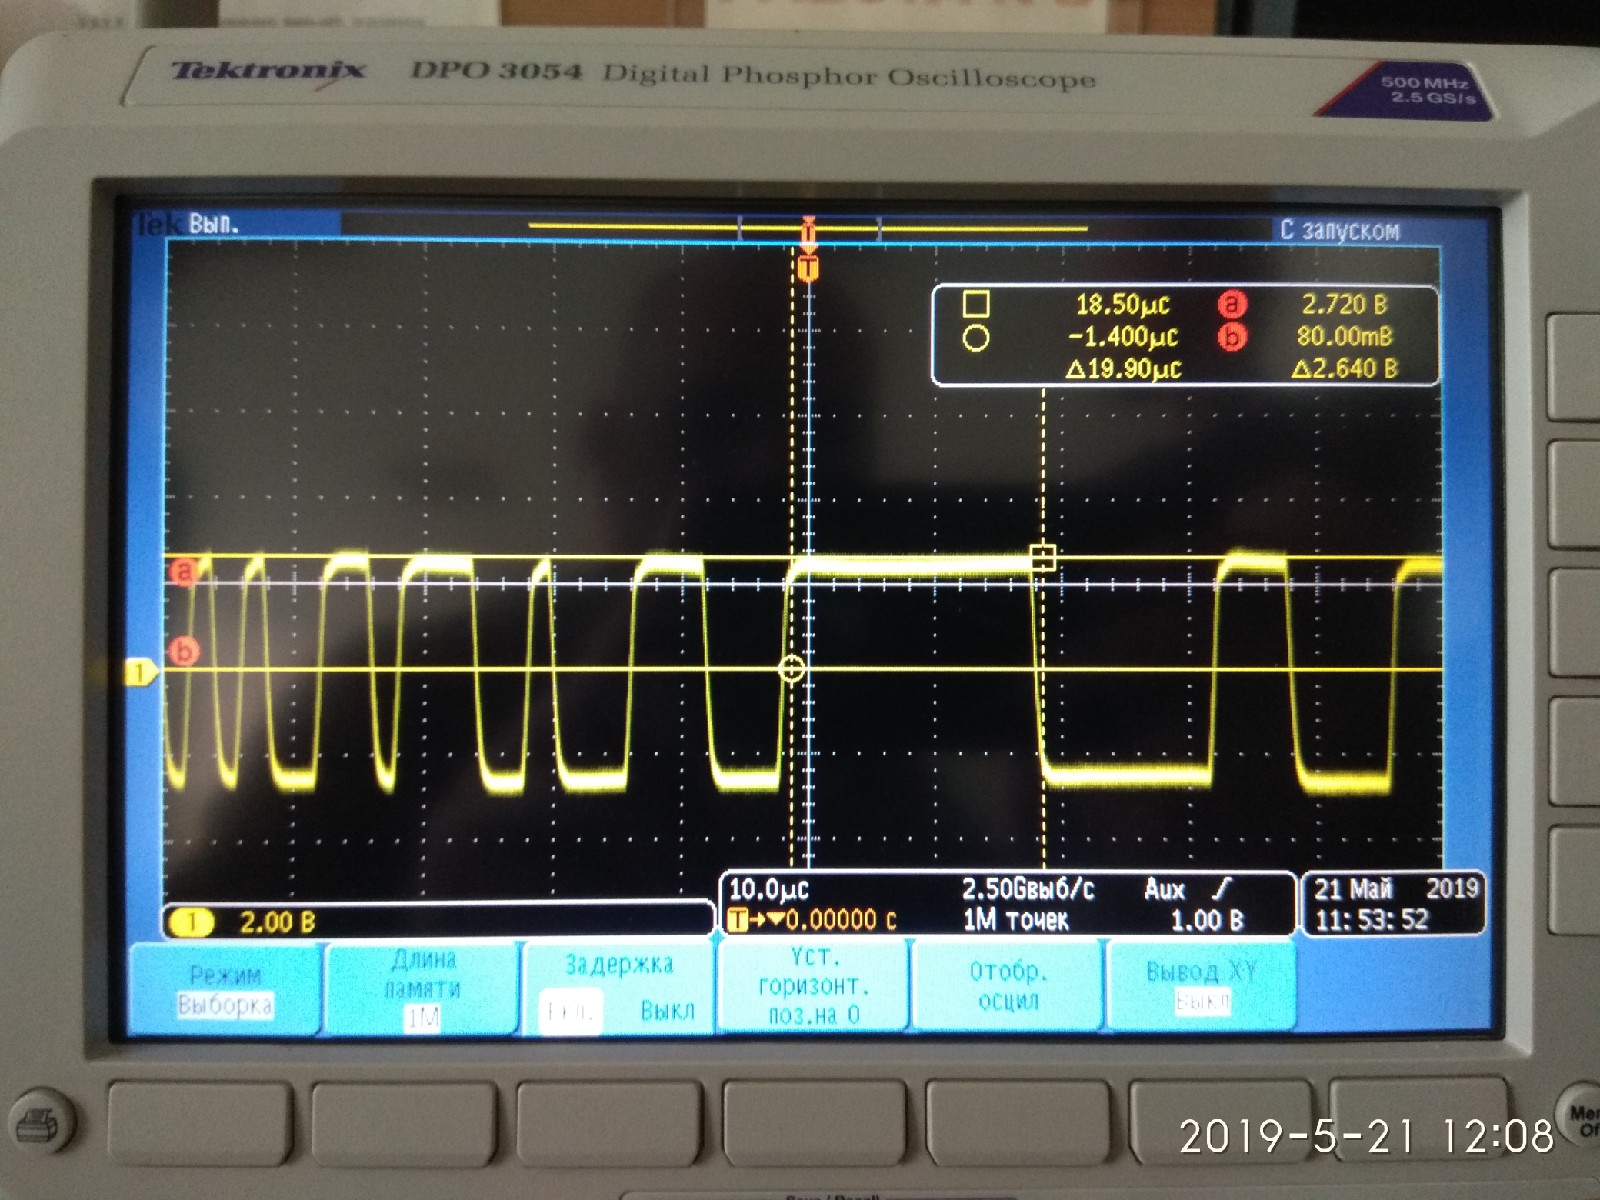 Tektronix DPO 3054 Digital Phosphor Oscilloscope
500 MHz
2.5 GS/s
Tek Вып.
С запуском
T
T
18.50µс a 2.720 В
-1.400µс b 80.00mВ
Δ19.90µс Δ2.640 В
a
b
1
1 2.00 В
10.0µс 2.50Gвыб/с Aux
T→▼0.00000 с 1M точек 1.00 В
21 Май 2019
11:53:52
Режим
Выборка
Длина
памяти
1M
Задержка
Вкл. Выкл
Уст.
горизонт.
поз.на 0
Отобр.
осцил
Вывод XY
Выкл
2019-5-21 12:08